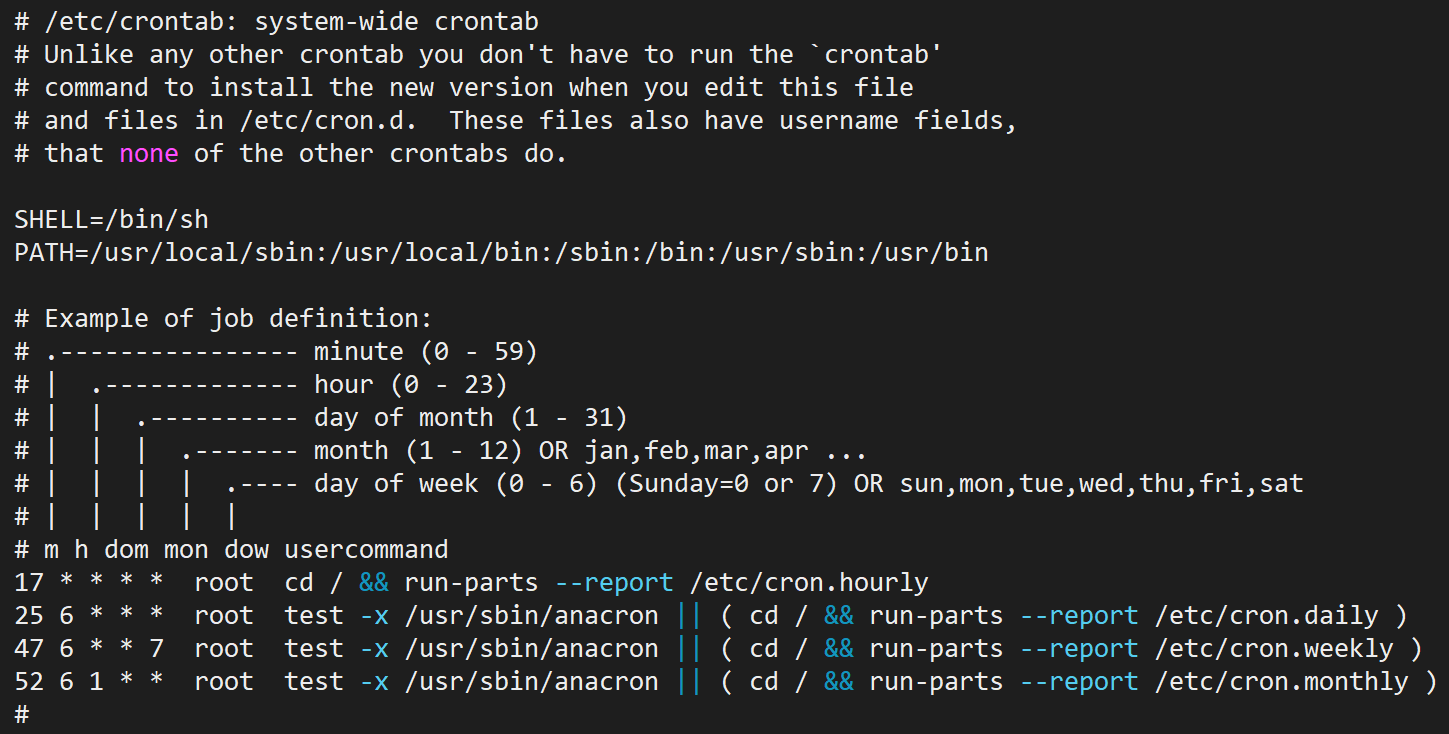 # /etc/crontab: system-wide crontab
# Unlike any other crontab you don't have to run the `crontab'
# command to install the new version when you edit this file
# and files in /etc/cron.d.  These files also have username fields,
# that none of the other crontabs do.

SHELL=/bin/sh
PATH=/usr/local/sbin:/usr/local/bin:/sbin:/bin:/usr/sbin:/usr/bin

# Example of job definition:
# .---------------- minute (0 - 59)
# |  .------------- hour (0 - 23)
# |  |  .---------- day of month (1 - 31)
# |  |  |  .------- month (1 - 12) OR jan,feb,mar,apr ...
# |  |  |  |  .---- day of week (0 - 6) (Sunday=0 or 7) OR sun,mon,tue,wed,thu,fri,sat
# |  |  |  |  |
# m h dom mon dow usercommand
17 * * * *  root  cd / && run-parts --report /etc/cron.hourly
25 6 * * *  root  test -x /usr/sbin/anacron || ( cd / && run-parts --report /etc/cron.daily )
47 6 * * 7  root  test -x /usr/sbin/anacron || ( cd / && run-parts --report /etc/cron.weekly )
52 6 1 * *  root  test -x /usr/sbin/anacron || ( cd / && run-parts --report /etc/cron.monthly )
#